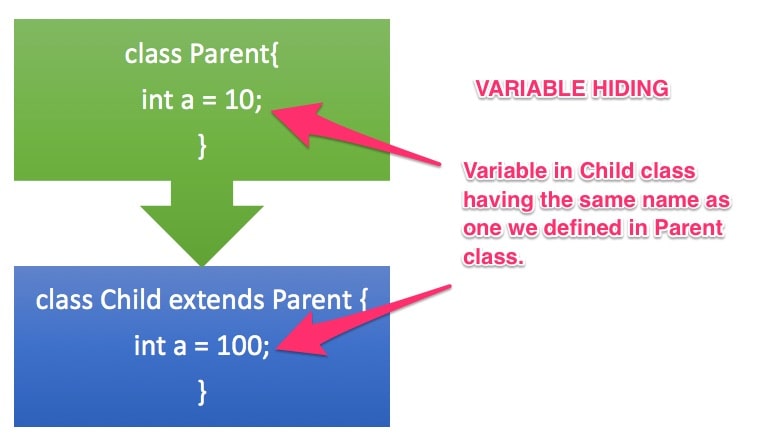 class Parent{
int a = 10;
}
VARIABLE HIDING
Variable in Child class
having the same name as
one we defined in Parent
class.
class Child extends Parent {
int a = 100;
}